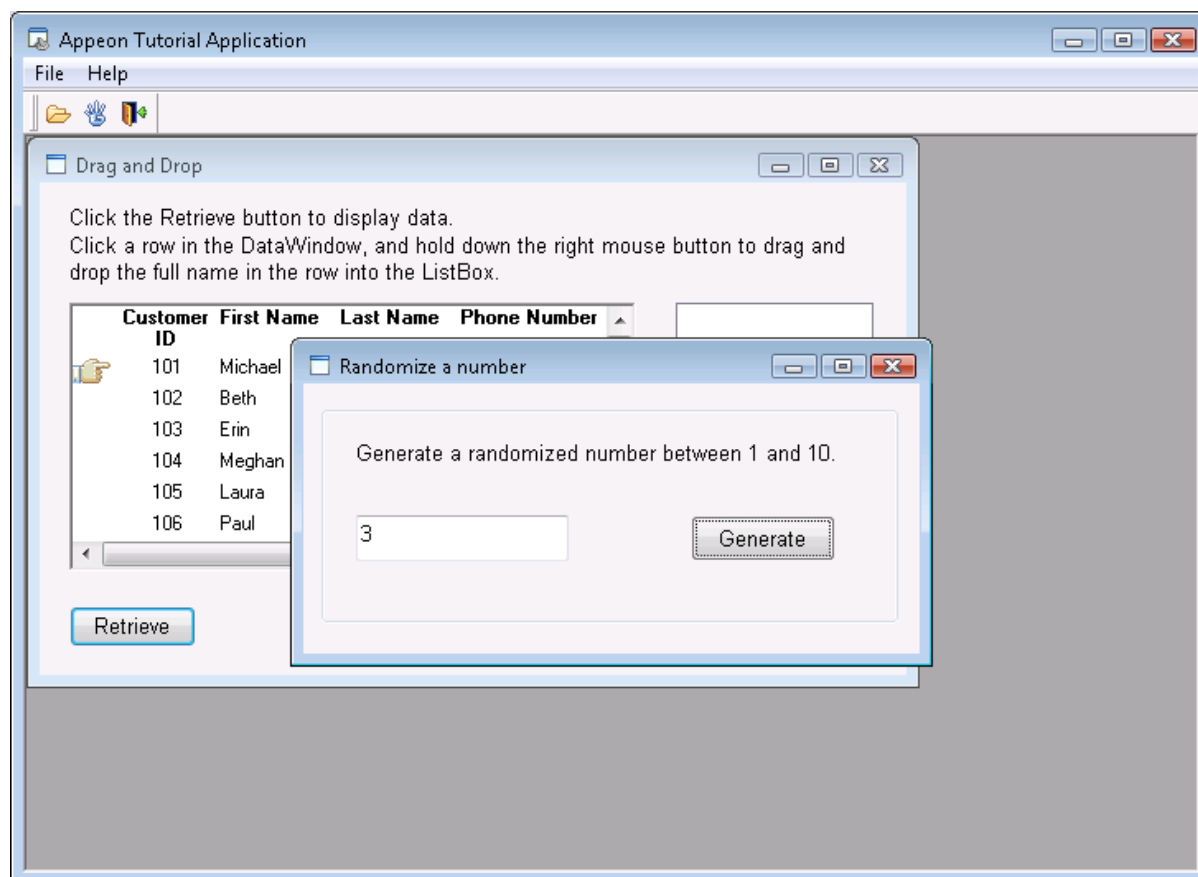 Appeon Tutorial Application
File Help
Drag and Drop
Click the Retrieve button to display data.
Click a row in the DataWindow, and hold down the right mouse button to drag and
drop the full name in the row into the ListBox.
Customer ID First Name Last Name Phone Number
101 Michael
102 Beth
103 Erin
104 Meghan
105 Laura
106 Paul
Retrieve
Randomize a number
Generate a randomized number between 1 and 10.
3
Generate